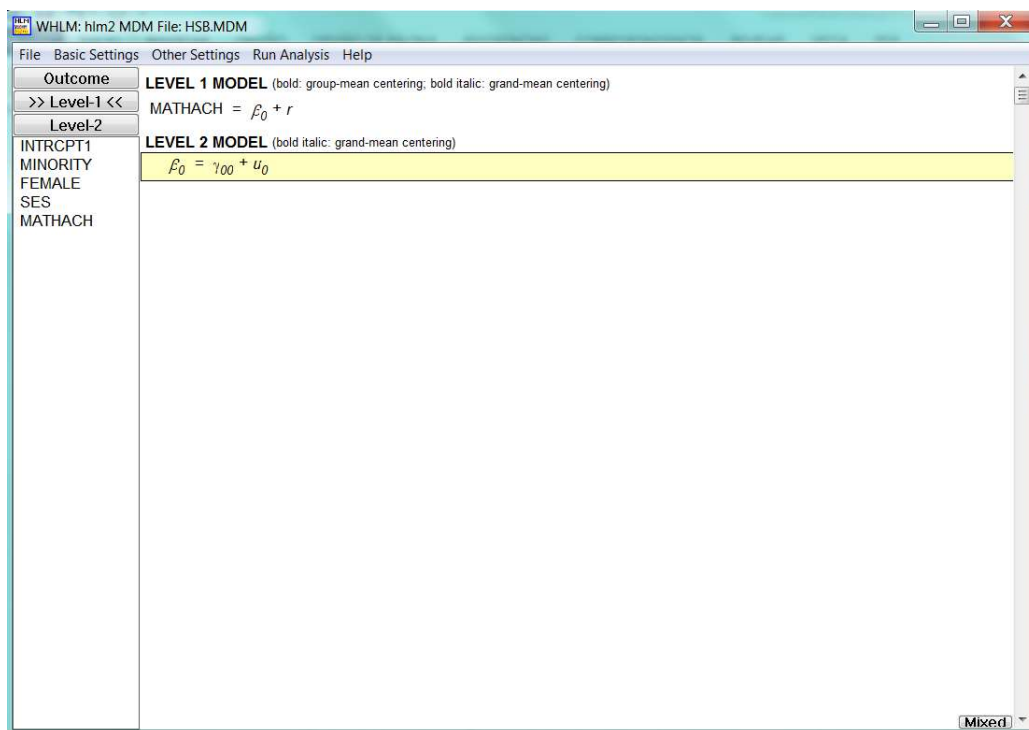 WHLM: hlm2 MDM File: HSB.MDM
File Basic Settings Other Settings Run Analysis Help
Outcome
>> Level-1 <<
Level-2
INTRCPT1
MINORITY
FEMALE
SES
MATHACH
LEVEL 1 MODEL (bold: group-mean centering; bold italic: grand-mean centering)
MATHACH = β₀ + r
LEVEL 2 MODEL (bold italic: grand-mean centering)
β₀ = γ₀₀ + u₀
Mixed